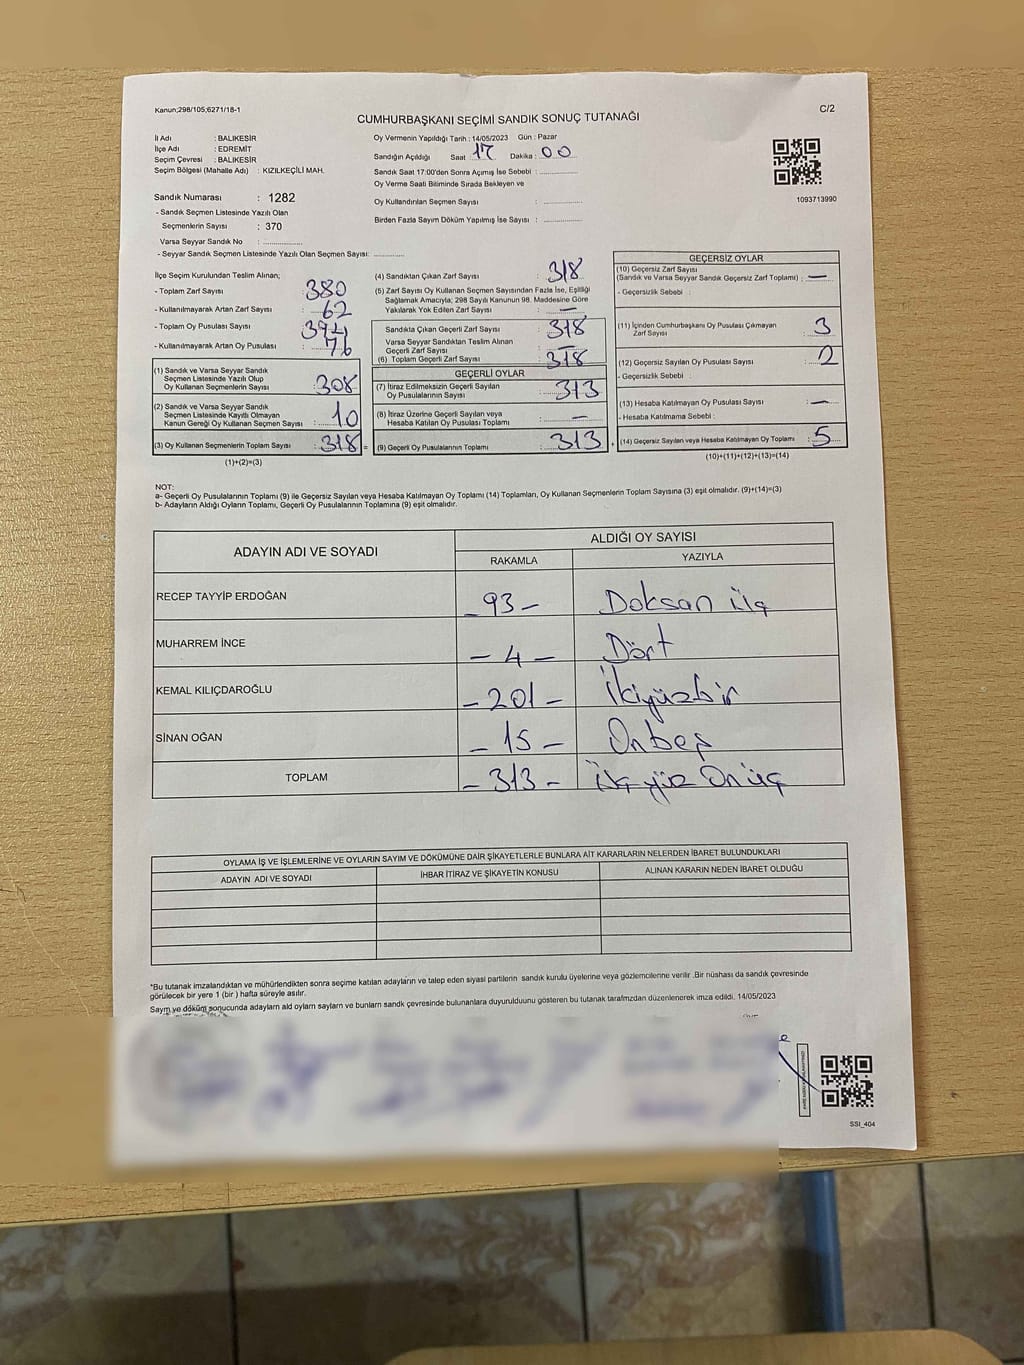 Kanun;298/105;6271/18-1
C/2
CUMHURBAŞKANI SEÇİMİ SANDIK SONUÇ TUTANAĞI
İl Adı : BALIKESİR
İlçe Adı : EDREMİT
Seçim Çevresi : BALIKESİR
Seçim Bölgesi (Mahalle Adı) : KIZILKEÇİLİ MAH.
Sandık Numarası : 1282
- Sandık Seçmen Listesinde Yazılı Olan
Seçmenlerin Sayısı : 370
Varsa Seyyar Sandık No : ..............
- Seyyar Sandık Seçmen Listesinde Yazılı Olan Seçmen Sayısı: ............
Oy Vermenin Yapıldığı Tarih : 14/05/2023 Gün : Pazar
Sandığın Açıldığı Saat : 17 Dakika : 00
Sandık Saat 17:00'den Sonra Açımış İse Sebebi : ..............
Oy Verme Saati Bitiminde Sırada Bekleyen ve
Oy Kullandırılan Seçmen Sayısı : ..............
Birden Fazla Sayım Döküm Yapılmış İse Sayısı : ..............
1093713990
İlçe Seçim Kurulundan Teslim Alınan;
- Toplam Zarf Sayısı : 380
- Kullanılmayarak Artan Zarf Sayısı : 62
- Toplam Oy Pusulası Sayısı : 394
- Kullanılmayarak Artan Oy Pusulası : 76
(1) Sandık ve Varsa Seyyar Sandık
Seçmen Listesinde Yazılı Olup
Oy Kullanan Seçmenlerin Sayısı : 308
(2) Sandık ve Varsa Seyyar Sandık
Seçmen Listesinde Kayıtlı Olmayan
Kanun Gereği Oy Kullanan Seçmen Sayısı : 10
(3) Oy Kullanan Seçmenlerin Toplam Sayısı : 318 =
(1)+(2)=(3)
(4) Sandıktan Çıkan Zarf Sayısı : 318
(5) Zarf Sayısı Oy Kullanan Seçmen Sayısından Fazla İse, Eşitliği
Sağlamak Amacıyla; 298 Sayılı Kanunun 98. Maddesine Göre
Yakılarak Yok Edilen Zarf Sayısı : —
Sandıkta Çıkan Geçerli Zarf Sayısı : 318
Varsa Seyyar Sandıktan Teslim Alınan
Geçerli Zarf Sayısı : —
(6) Toplam Geçerli Zarf Sayısı : 318
GEÇERLİ OYLAR
(7) İtiraz Edilmeksizin Geçerli Sayılan
Oy Pusulalarının Sayısı : 313
(8) İtiraz Üzerine Geçerli Sayılan veya
Hesaba Katılan Oy Pusulası Toplamı : —
(9) Geçerli Oy Pusulalarının Toplamı : 313
GEÇERSİZ OYLAR
(10) Geçersiz Zarf Sayısı
(Sandık ve Varsa Seyyar Sandık Geçersiz Zarf Toplamı) : —
- Geçersizlik Sebebi :
(11) İçinden Cumhurbaşkanı Oy Pusulası Çıkmayan
Zarf Sayısı : 3
(12) Geçersiz Sayılan Oy Pusulası Sayısı : 2
- Geçersizlik Sebebi :
(13) Hesaba Katılmayan Oy Pusulası Sayısı : —
- Hesaba Katılmama Sebebi :
(14) Geçersiz Sayılan veya Hesaba Katılmayan Oy Toplamı : 5
(10)+(11)+(12)+(13)=(14)
NOT:
a- Geçerli Oy Pusulalarının Toplamı (9) ile Geçersiz Sayılan veya Hesaba Katılmayan Oy Toplamı (14) Toplamları, Oy Kullanan Seçmenlerin Toplam Sayısına (3) eşit olmalıdır. (9)+(14)=(3)
b- Adayların Aldığı Oyların Toplamı, Geçerli Oy Pusulalarının Toplamına (9) eşit olmalıdır.
ADAYIN ADI VE SOYADI
ALDIĞI OY SAYISI
RAKAMLA YAZIYLA
RECEP TAYYİP ERDOĞAN - 93 - Doksan üç
MUHARREM İNCE - 4 - Dört
KEMAL KILIÇDAROĞLU - 201 - İkiyüzbir
SİNAN OĞAN - 15 - Onbeş
TOPLAM - 313 - Üç yüz On üç
OYLAMA İŞ VE İŞLEMLERİNE VE OYLARIN SAYIM VE DÖKÜMÜNE DAİR ŞİKAYETLERLE BUNLARA AİT KARARLARIN NELERDEN İBARET BULUNDUKLARI
ADAYIN ADI VE SOYADI İHBAR İTİRAZ VE ŞİKAYETİN KONUSU ALINAN KARARIN NEDEN İBARET OLDUĞU
*Bu tutanak imzalandıktan ve mühürlendikten sonra seçime katılan adayların ve talep eden siyasi partilerin sandık kurulu üyelerine veya gözlemcilerine verilir .Bir nüshası da sandık çevresinde
görülecek bir yere 1 (bir ) hafta süreyle asılır.
Saym ve döküm sonucunda adayların ald oylarn saylarn ve bunların sandk çevresinde bulunanlara duyurulduunu gösteren bu tutanak tarafmzdan düzenlenerek imza edildi. 14/05/2023
SSI_404